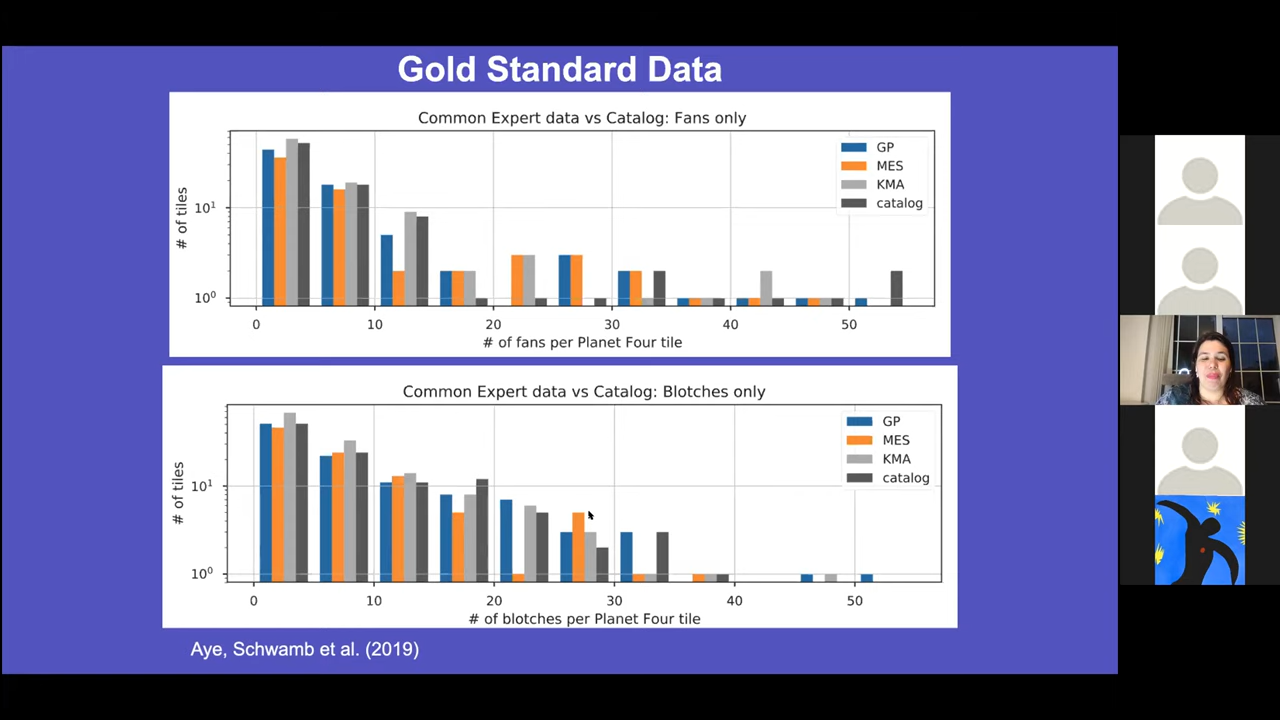 Gold Standard Data
Common Expert data vs Catalog: Fans only
GP
MES
KMA
catalog
# of tiles
10¹
10⁰
0 10 20 30 40 50
# of fans per Planet Four tile
Common Expert data vs Catalog: Blotches only
GP
MES
KMA
catalog
# of tiles
10¹
10⁰
0 10 20 30 40 50
# of blotches per Planet Four tile
Aye, Schwamb et al. (2019)